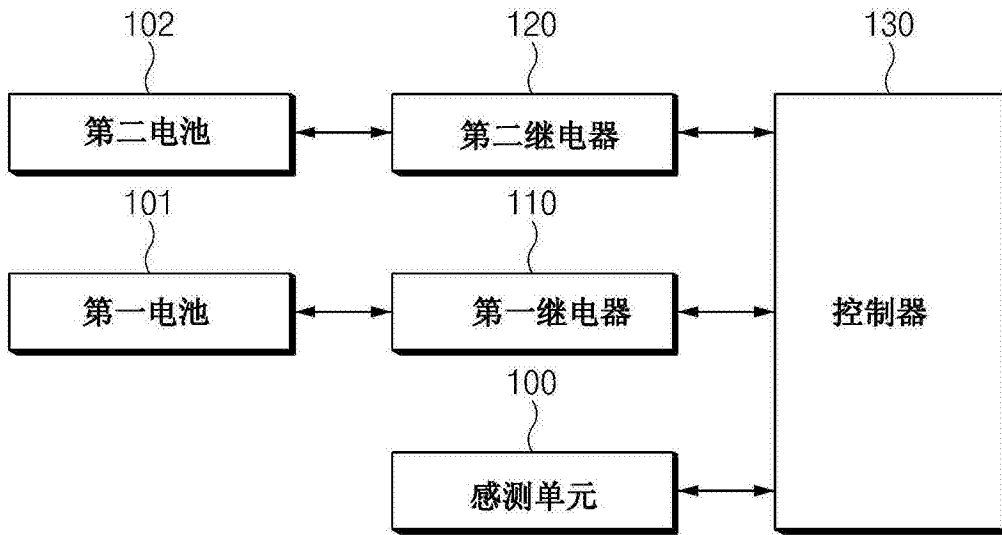 102
120
130
第二电池
第二继电器
101
110
第一电池
第一继电器
控制器
100
感测单元